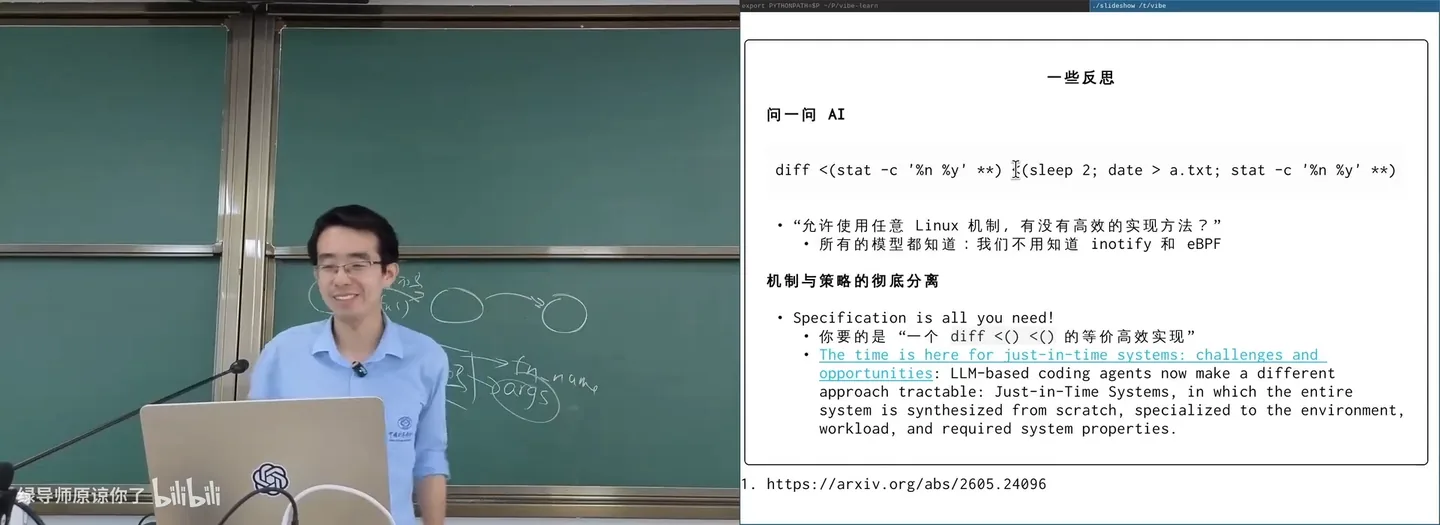 export PYTHONPATH=$P ~/P/vibe-learn
./slideshow /t/vibe
一些反思
问一问 AI
diff <(stat -c '%n %y' **) <(sleep 2; date > a.txt; stat -c '%n %y' **)
• “允许使用任意 Linux 机制, 有没有高效的实现方法？”
• 所有的模型都知道：我们不用知道 inotify 和 eBPF
机制与策略的彻底分离
• Specification is all you need!
• 你要的是 “一个 diff <() <() 的等价高效实现”
• The time is here for just-in-time systems: challenges and
opportunities: LLM-based coding agents now make a different
approach tractable: Just-in-Time Systems, in which the entire
system is synthesized from scratch, specialized to the environment,
workload, and required system properties.
1. https://arxiv.org/abs/2605.24096
fn_name
args
绿导师原谅你了 bilibili